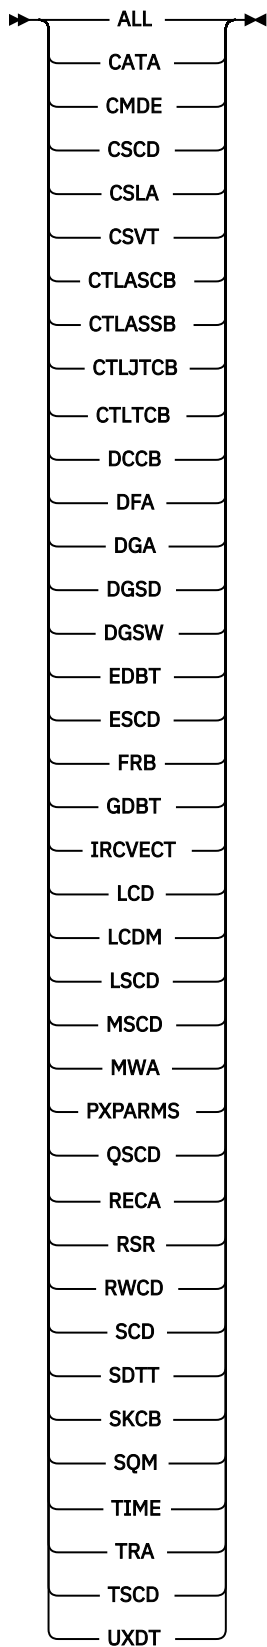 ALL
CATA
CMDE
CSCD
CSLA
CSVT
CTLASCB
CTLASSB
CTLJTCB
CTLTCB
DCCB
DFA
DGA
DGSD
DGSW
EDBT
ESCD
FRB
GDBT
IRCVECT
LCD
LCDM
LSCD
MSCD
MWA
PXPARMS
QSCD
RECA
RSR
RWCD
SCD
SDTT
SKCB
SQM
TIME
TRA
TSCD
UXDT